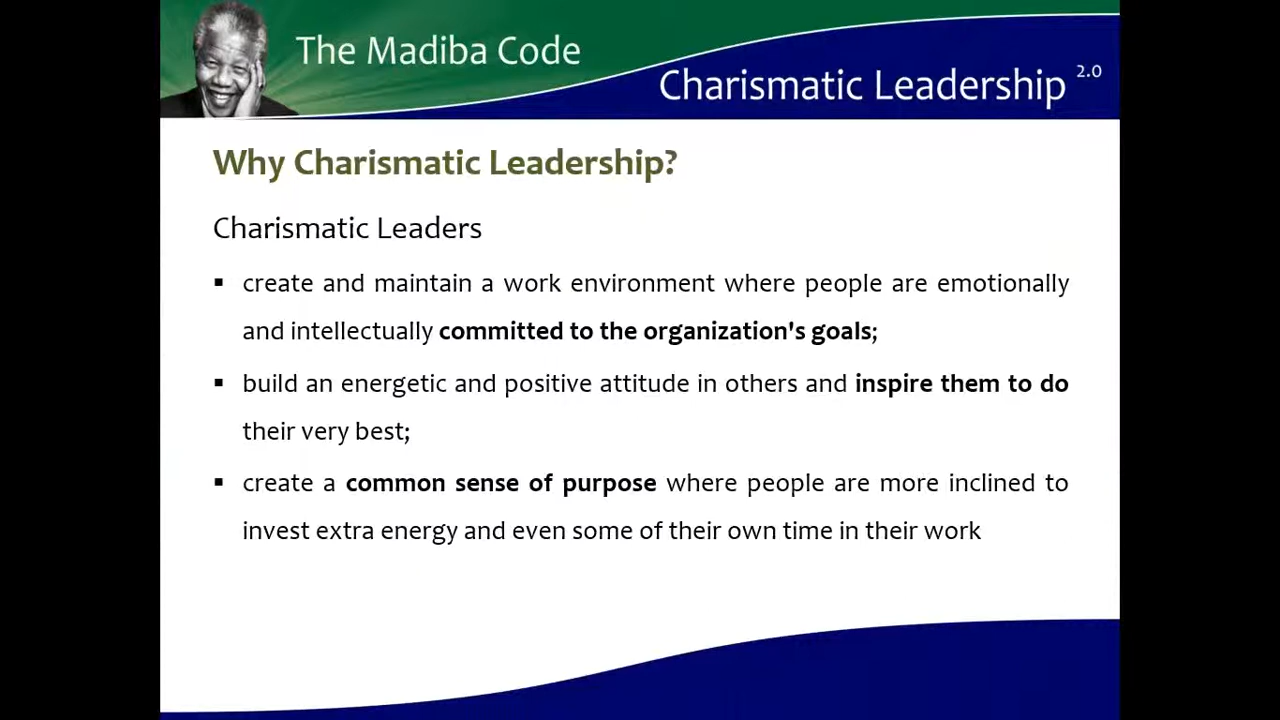 The Madiba Code
Charismatic Leadership 2.0
Why Charismatic Leadership?
Charismatic Leaders
▪ create and maintain a work environment where people are emotionally
and intellectually committed to the organization's goals;
▪ build an energetic and positive attitude in others and inspire them to do
their very best;
▪ create a common sense of purpose where people are more inclined to
invest extra energy and even some of their own time in their work